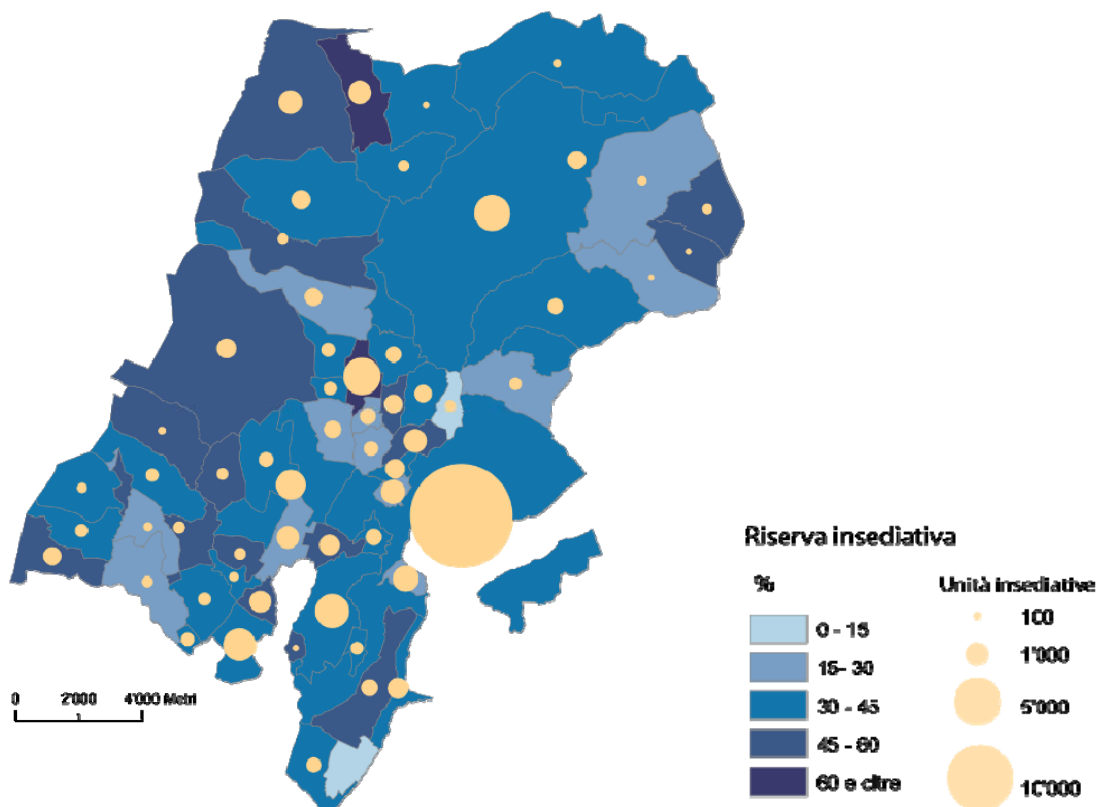 Riserva insediativa
%
Unità insediative
0 - 15
15- 30
30 - 45
45 - 60
60 e oltre
100
1'000
5'000
10'000
0 2'000 4'000 Metri